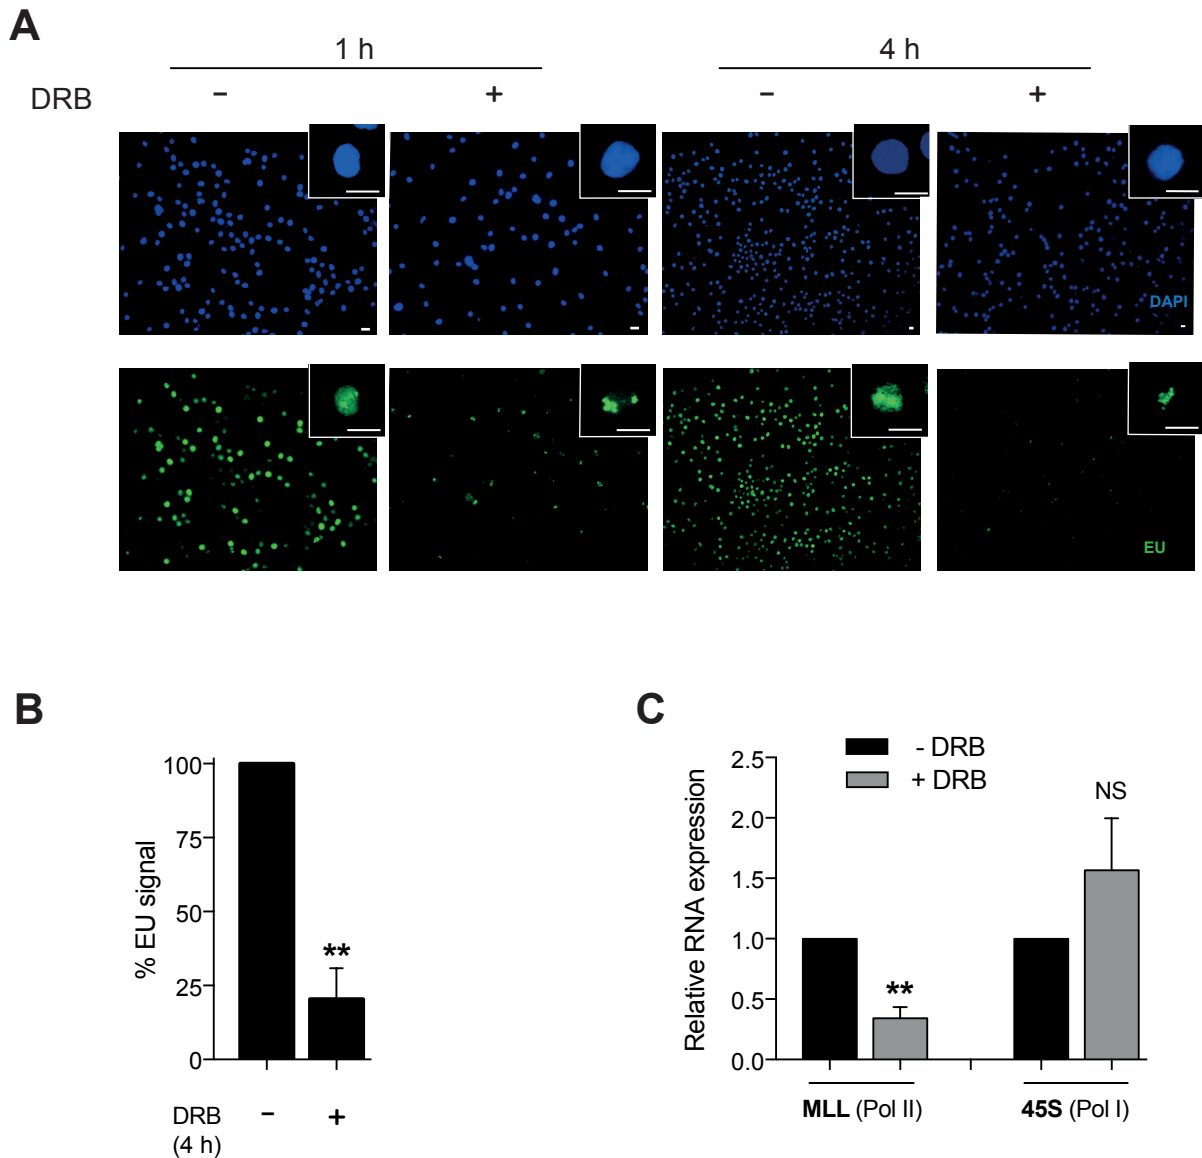 A
1 h
4 h
DRB
− + − +
DAPI
EU
B
100
75
50
25
0
% EU signal
**
DRB
(4 h)
− +
C
- DRB
+ DRB
2.5
2.0
1.5
1.0
0.5
0.0
Relative RNA expression
**
NS
MLL (Pol II)
45S (Pol I)